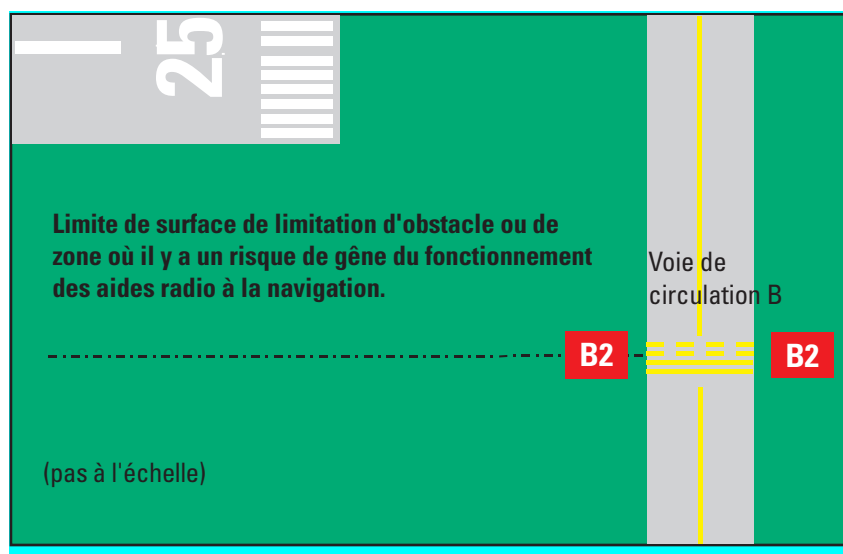 25
Limite de surface de limitation d'obstacle ou de
zone où il y a un risque de gêne du fonctionnement
des aides radio à la navigation.
Voie de
circulation B
B2
B2
(pas à l'échelle)